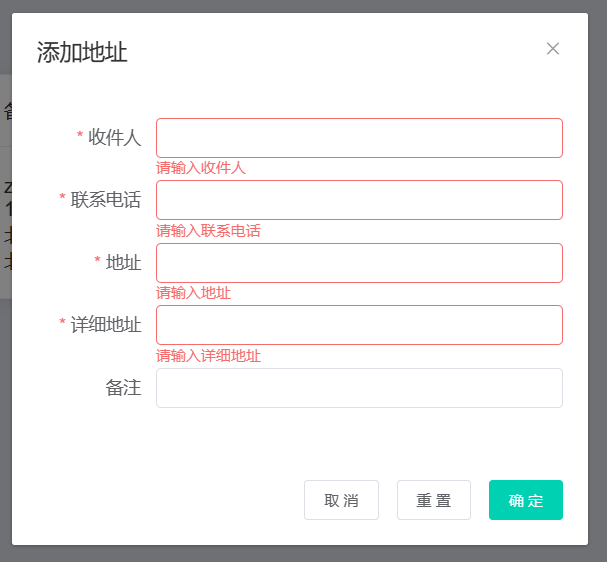 添加地址
* 收件人
请输入收件人
* 联系电话
请输入联系电话
* 地址
请输入地址
* 详细地址
请输入详细地址
备注
取 消
重 置
确 定